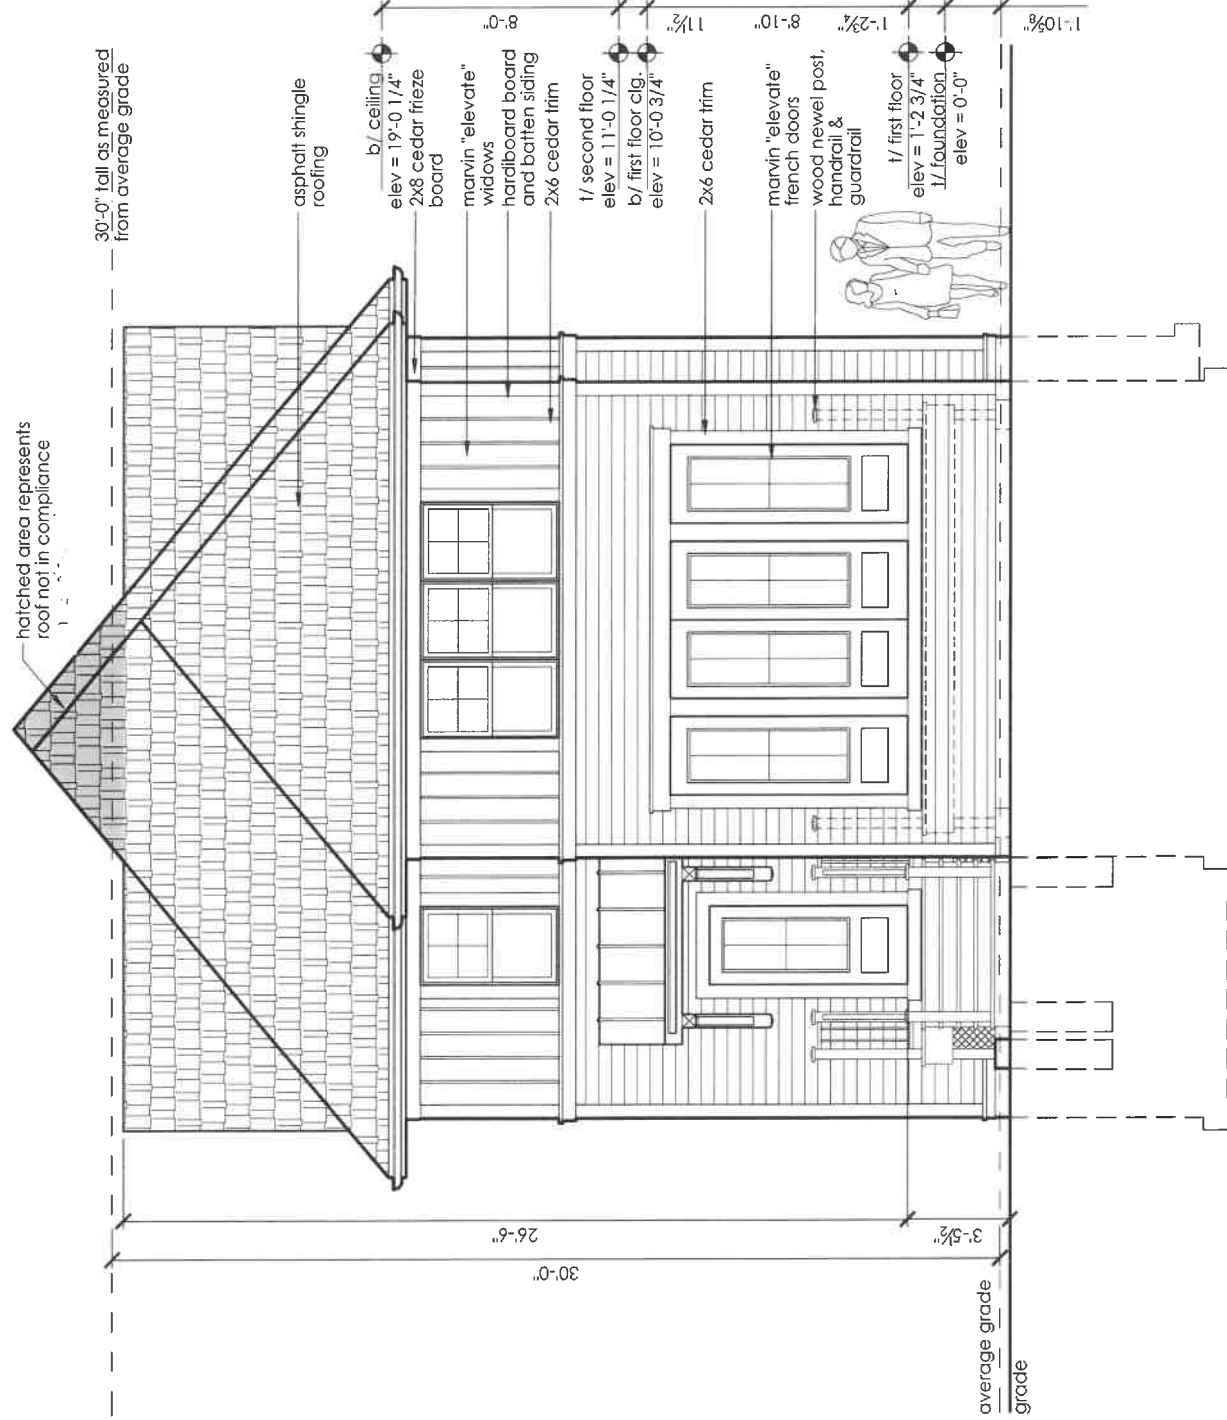 hatched area represents
roof not in compliance
30'-0" tall as measured
from average grade
asphalt shingle
roofing
b/ ceiling
elev = 19'-0 1/4"
2x8 cedar frieze
board
marvin "elevate"
widows
hardiboard board
and batten siding
2x6 cedar trim
t/ second floor
elev = 11'-0 1/4"
b/ first floor clg.
elev = 10'-0 3/4"
2x6 cedar trim
marvin "elevate"
french doors
wood newel post,
handrail &
guardrail
t/ first floor
elev = 1'-2 3/4"
t/ foundation
elev = 0'-0"
8'-0"
11½"
8'-10"
1'-2¾"
1'-10⅝"
26'-6"
3'-5½"
30'-0"
average grade
grade